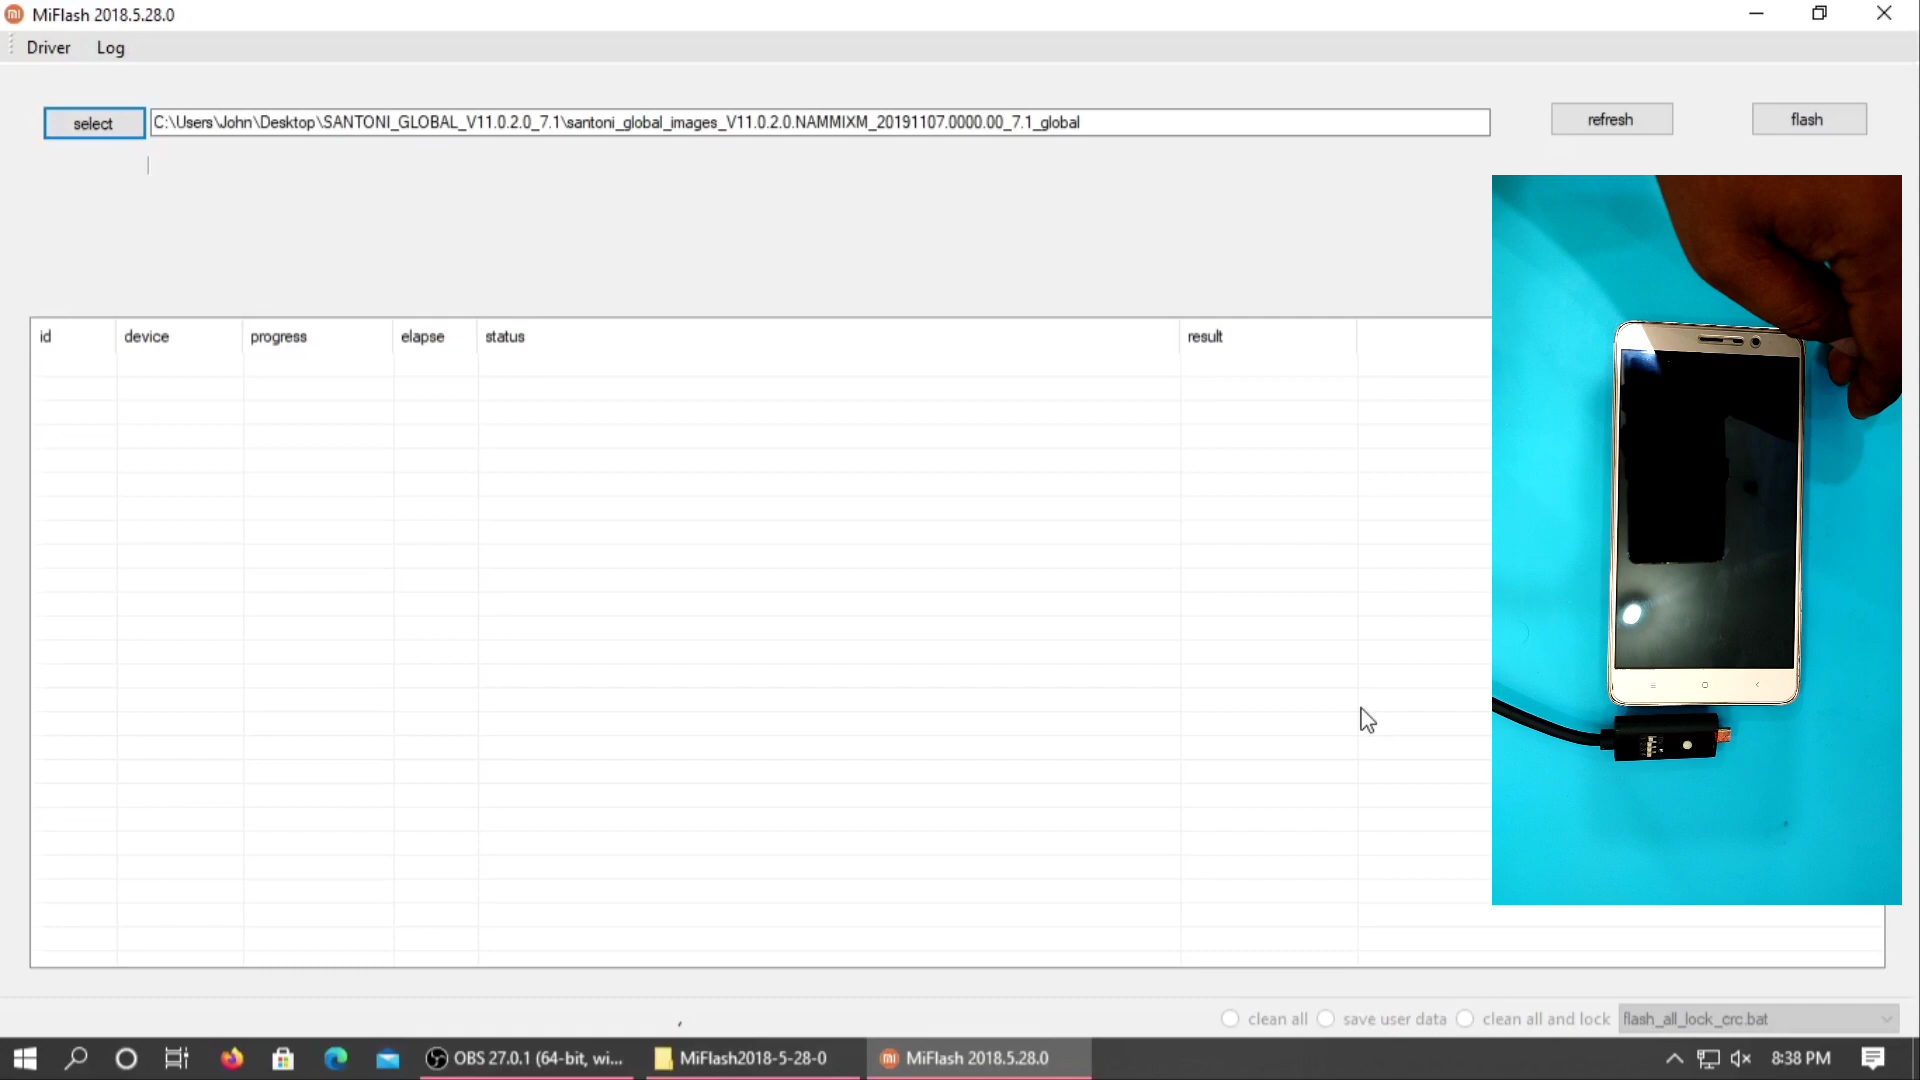 MiFlash 2018.5.28.0
Driver Log
select C:\Users\John\Desktop\SANTONI_GLOBAL_V11.0.2.0_7.1\santoni_global_images_V11.0.2.0.NAMMIXM_20191107.0000.00_7.1_global refresh flash
id device progress elapse status result
clean all save user data clean all and lock flash_all_lock_crc.bat
OBS 27.0.1 (64-bit, wi... MiFlash2018-5-28-0 MiFlash 2018.5.28.0 8:38 PM